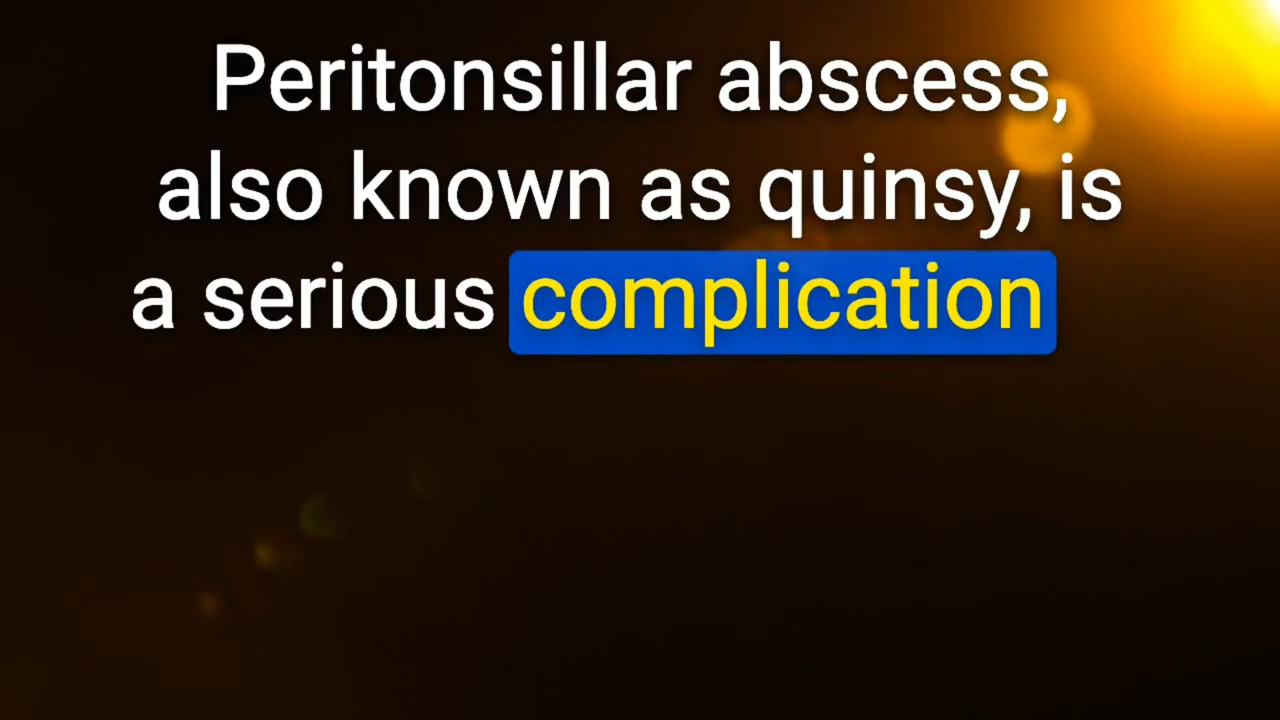 Peritonsillar abscess,
also known as quinsy, is
a serious complication